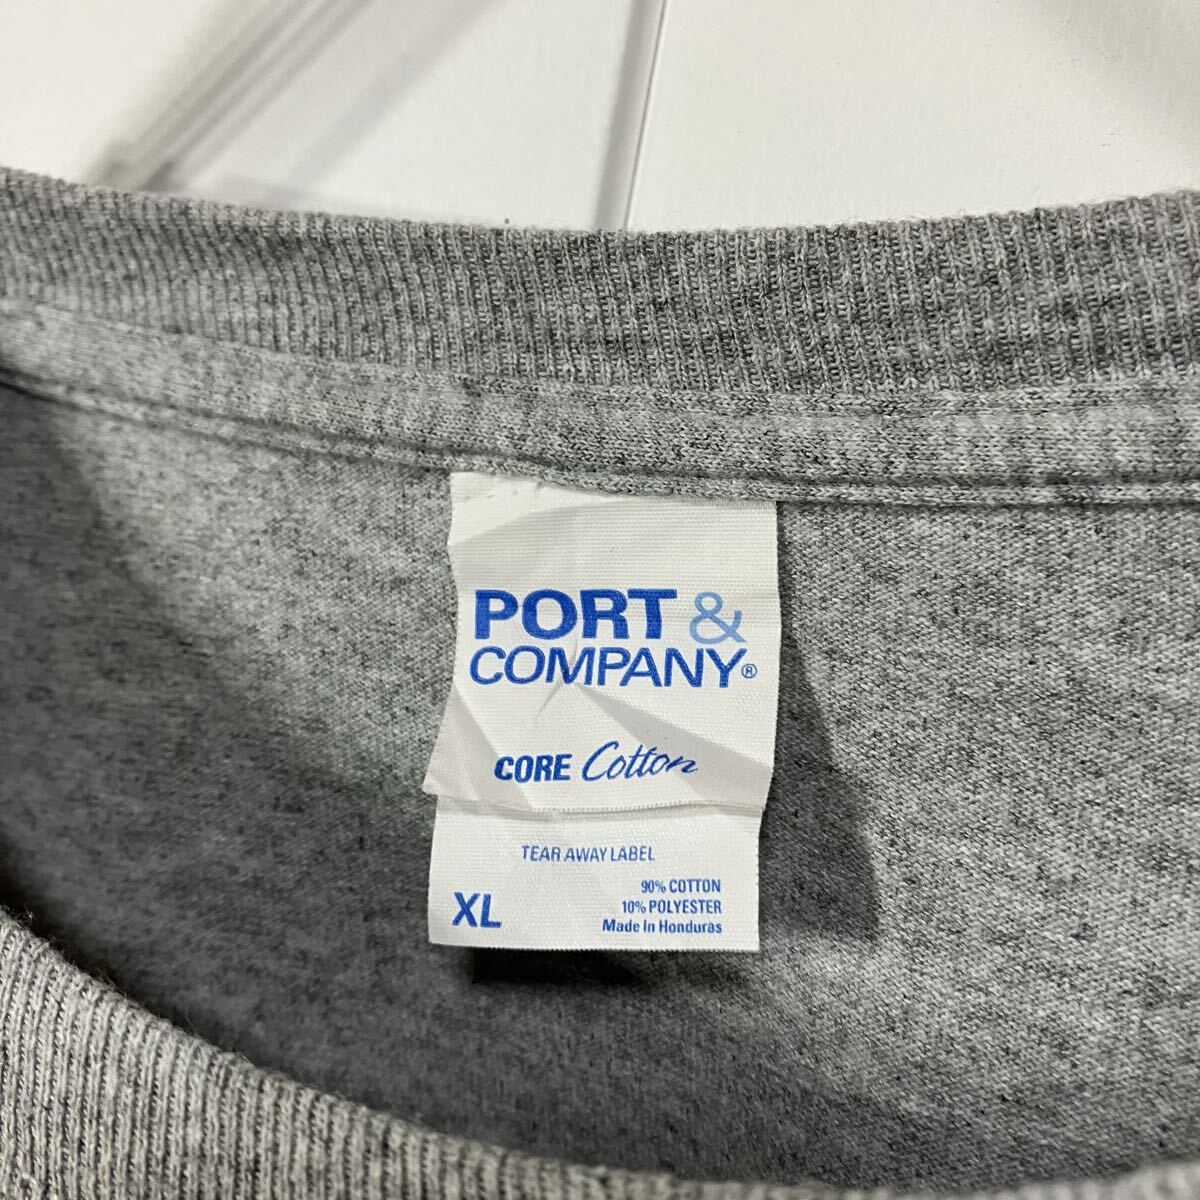 PORT &
COMPANY®
CORE Cotton
TEAR AWAY LABEL
XL
90% COTTON
10% POLYESTER
Made In Honduras